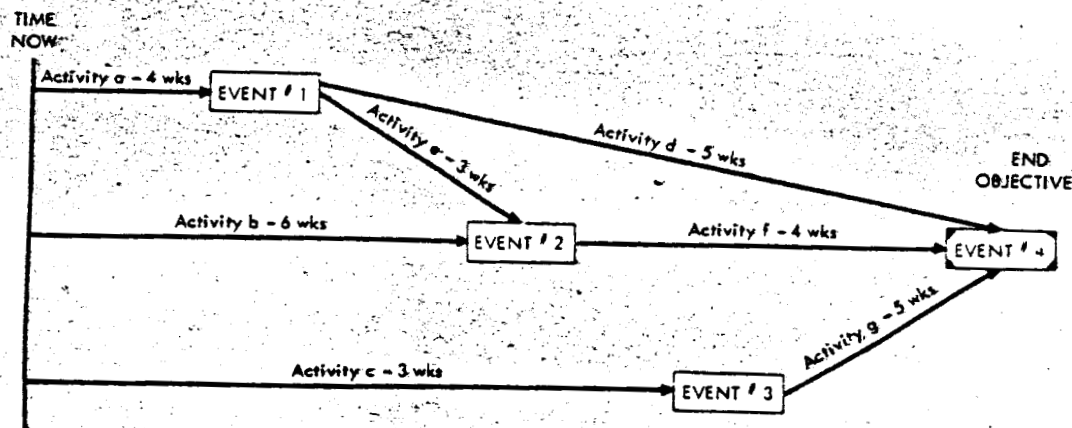 TIME
NOW
Activity a - 4 wks
EVENT # 1
Activity e - 3 wks
Activity d - 5 wks
END
OBJECTIVE
Activity b - 6 wks
EVENT # 2
Activity f - 4 wks
EVENT # 4
Activity g - 5 wks
Activity c - 3 wks
EVENT # 3